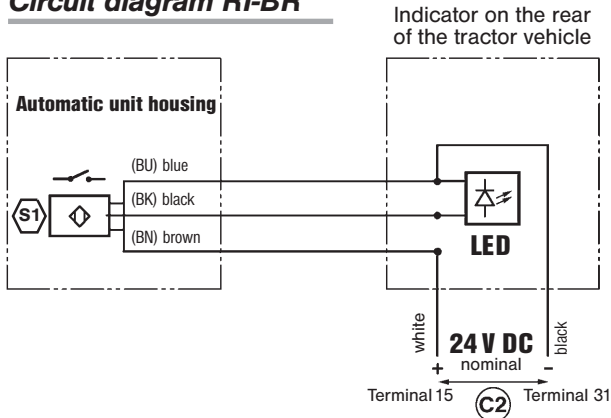 Circuit diagram RI-BR
Indicator on the rear
of the tractor vehicle
Automatic unit housing
(BU) blue
(BK) black
(BN) brown
S1
LED
white
24 V DC
black
+
nominal
–
Terminal 15
C2
Terminal 31